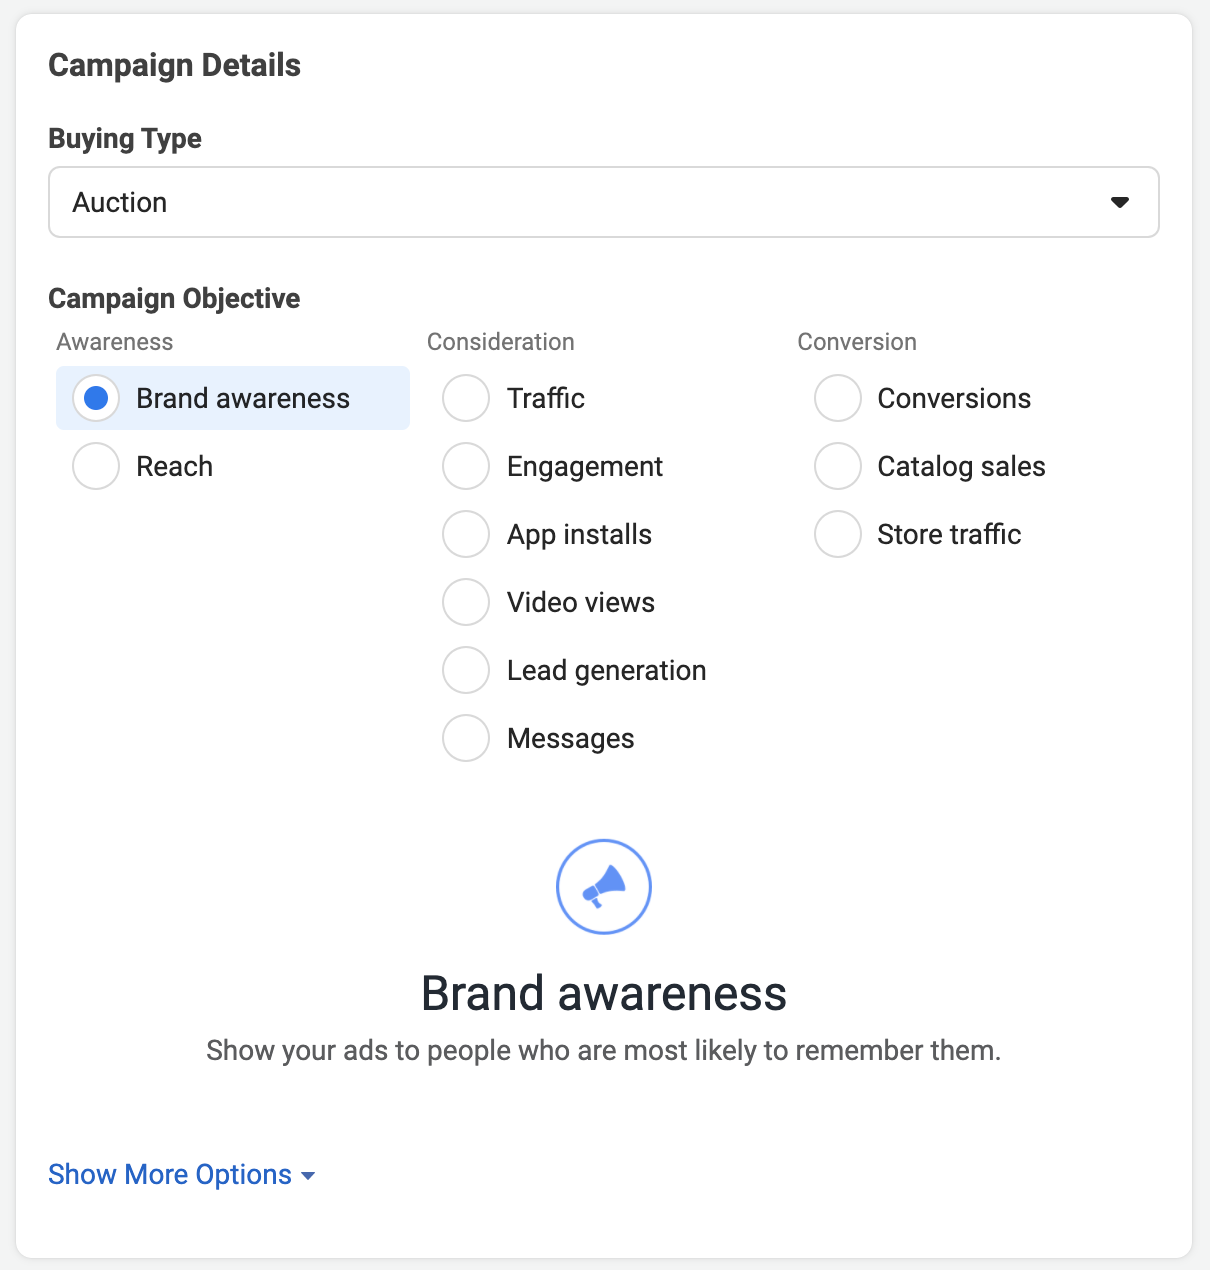 Campaign Details
Buying Type
Auction
Campaign Objective
Awareness
Brand awareness
Reach
Consideration
Traffic
Engagement
App installs
Video views
Lead generation
Messages
Conversion
Conversions
Catalog sales
Store traffic
Brand awareness
Show your ads to people who are most likely to remember them.
Show More Options